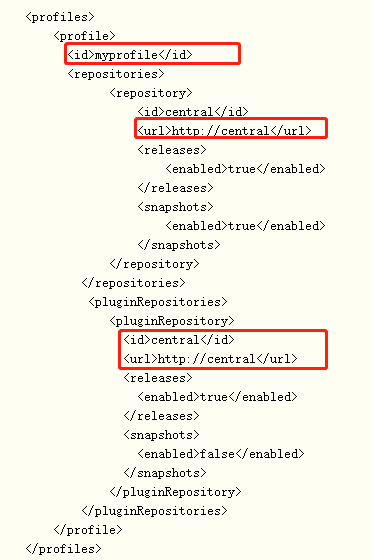 <profiles>
<profile>
<id>myprofile</id>
<repositories>
<repository>
<id>central</id>
<url>http://central</url>
<releases>
<enabled>true</enabled>
</releases>
<snapshots>
<enabled>true</enabled>
</snapshots>
</repository>
</repositories>
<pluginRepositories>
<pluginRepository>
<id>central</id>
<url>http://central</url>
<releases>
<enabled>true</enabled>
</releases>
<snapshots>
<enabled>false</enabled>
</snapshots>
</pluginRepository>
</pluginRepositories>
</profile>
</profiles>